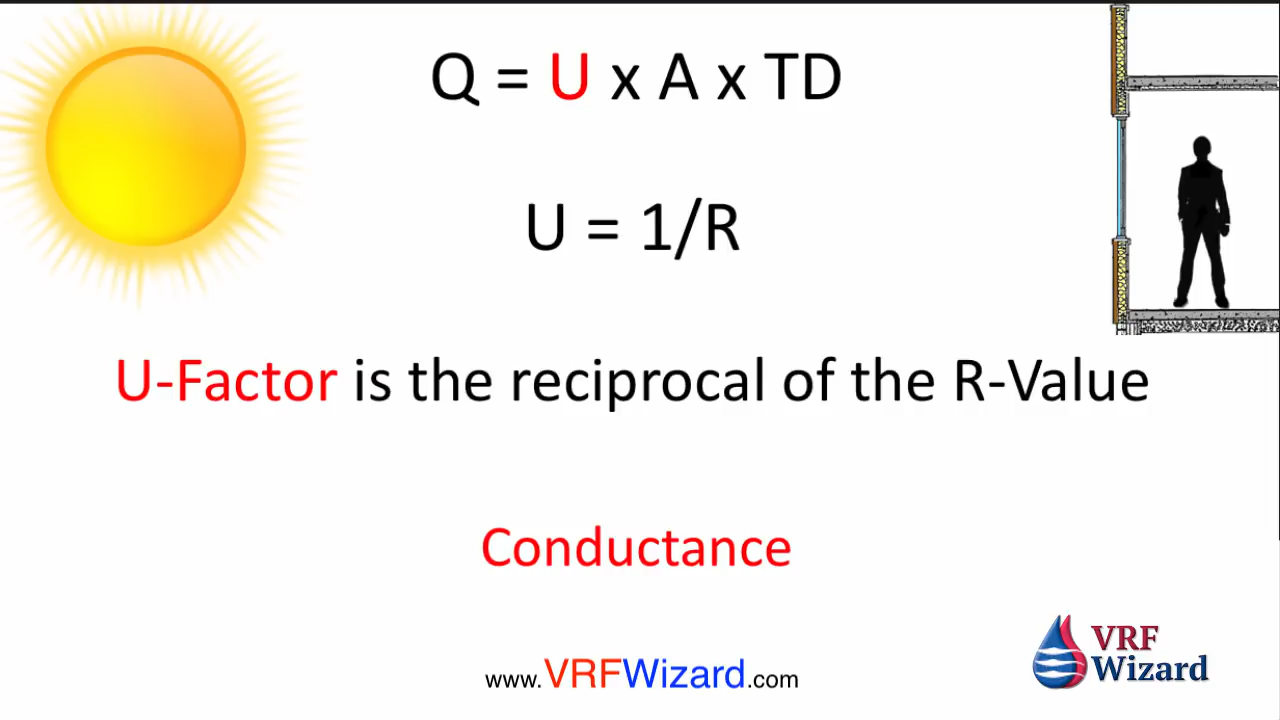 Q = U x A x TD
U = 1/R
U-Factor is the reciprocal of the R-Value
Conductance
www.VRFWizard.com
VRF
Wizard